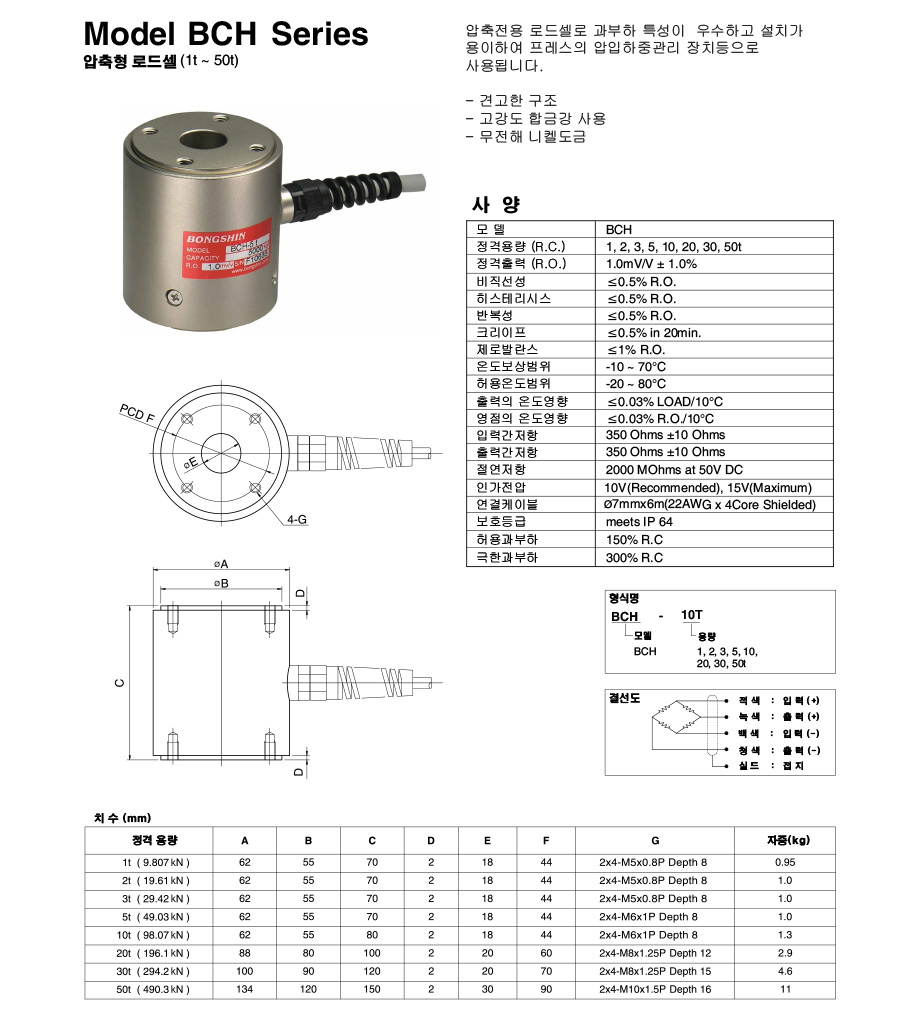 Model BCH Series
압축형 로드셀 (1t ~ 50t)
압축전용 로드셀로 과부하 특성이 우수하고 설치가
용이하여 프레스의 압입하중관리 장치등으로
사용됩니다.
– 견고한 구조
– 고강도 합금강 사용
– 무전해 니켈도금
BONGSHIN
MODEL BCH-5 t
CAPACITY
R.O. 1.0mV/V S/N
사 양
모 델 BCH
정격용량 (R.C.) 1, 2, 3, 5, 10, 20, 30, 50t
정격출력 (R.O.) 1.0mV/V ± 1.0%
비직선성 ≤0.5% R.O.
히스테리시스 ≤0.5% R.O.
반복성 ≤0.5% R.O.
크리이프 ≤0.5% in 20min.
제로발란스 ≤1% R.O.
온도보상범위 -10 ~ 70°C
허용온도범위 -20 ~ 80°C
출력의 온도영향 ≤0.03% LOAD/10°C
영점의 온도영향 ≤0.03% R.O./10°C
입력간저항 350 Ohms ±10 Ohms
출력간저항 350 Ohms ±10 Ohms
절연저항 2000 MOhms at 50V DC
인가전압 10V(Recommended), 15V(Maximum)
연결케이블 Ø7mmx6m(22AWG x 4Core Shielded)
보호등급 meets IP 64
허용과부하 150% R.C
극한과부하 300% R.C
PCD F
øE
4-G
øA
øB
D
C
D
형식명
BCH - 10T
모델 용량
BCH 1, 2, 3, 5, 10,
20, 30, 50t
결선도
적색 : 입력(+)
녹색 : 출력(+)
백색 : 입력(–)
청색 : 출력(–)
실드 : 접지
치 수 (mm)
정격 용량 A B C D E F G 자중(kg)
1t ( 9.807 kN ) 62 55 70 2 18 44 2x4-M5x0.8P Depth 8 0.95
2t ( 19.61 kN ) 62 55 70 2 18 44 2x4-M5x0.8P Depth 8 1.0
3t ( 29.42 kN ) 62 55 70 2 18 44 2x4-M5x0.8P Depth 8 1.0
5t ( 49.03 kN ) 62 55 70 2 18 44 2x4-M6x1P Depth 8 1.0
10t ( 98.07 kN ) 62 55 80 2 18 44 2x4-M6x1P Depth 8 1.3
20t ( 196.1 kN ) 88 80 100 2 20 60 2x4-M8x1.25P Depth 12 2.9
30t ( 294.2 kN ) 100 90 120 2 20 70 2x4-M8x1.25P Depth 15 4.6
50t ( 490.3 kN ) 134 120 150 2 30 90 2x4-M10x1.5P Depth 16 11